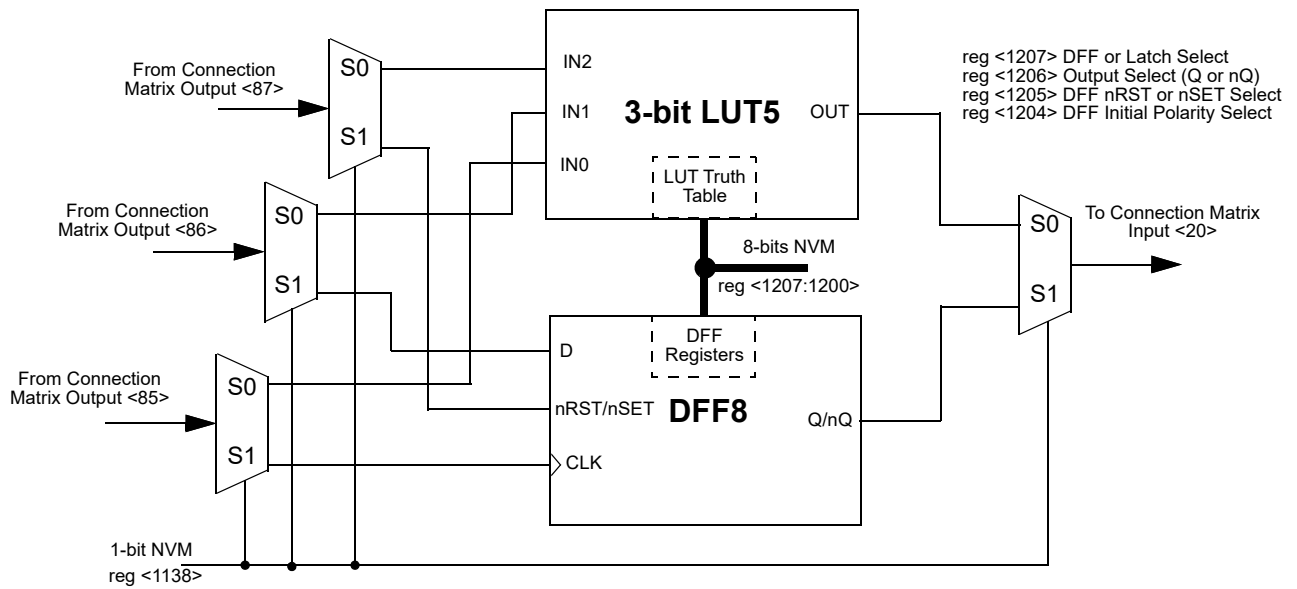 From Connection
Matrix Output <87>
S0
S1
IN2
IN1
IN0
3-bit LUT5
OUT
LUT Truth
Table
reg <1207> DFF or Latch Select
reg <1206> Output Select (Q or nQ)
reg <1205> DFF nRST or nSET Select
reg <1204> DFF Initial Polarity Select
From Connection
Matrix Output <86>
S0
S1
8-bits NVM
reg <1207:1200>
S0
S1
To Connection Matrix
Input <20>
From Connection
Matrix Output <85>
S0
S1
D
nRST/nSET
CLK
DFF
Registers
DFF8
Q/nQ
1-bit NVM
reg <1138>